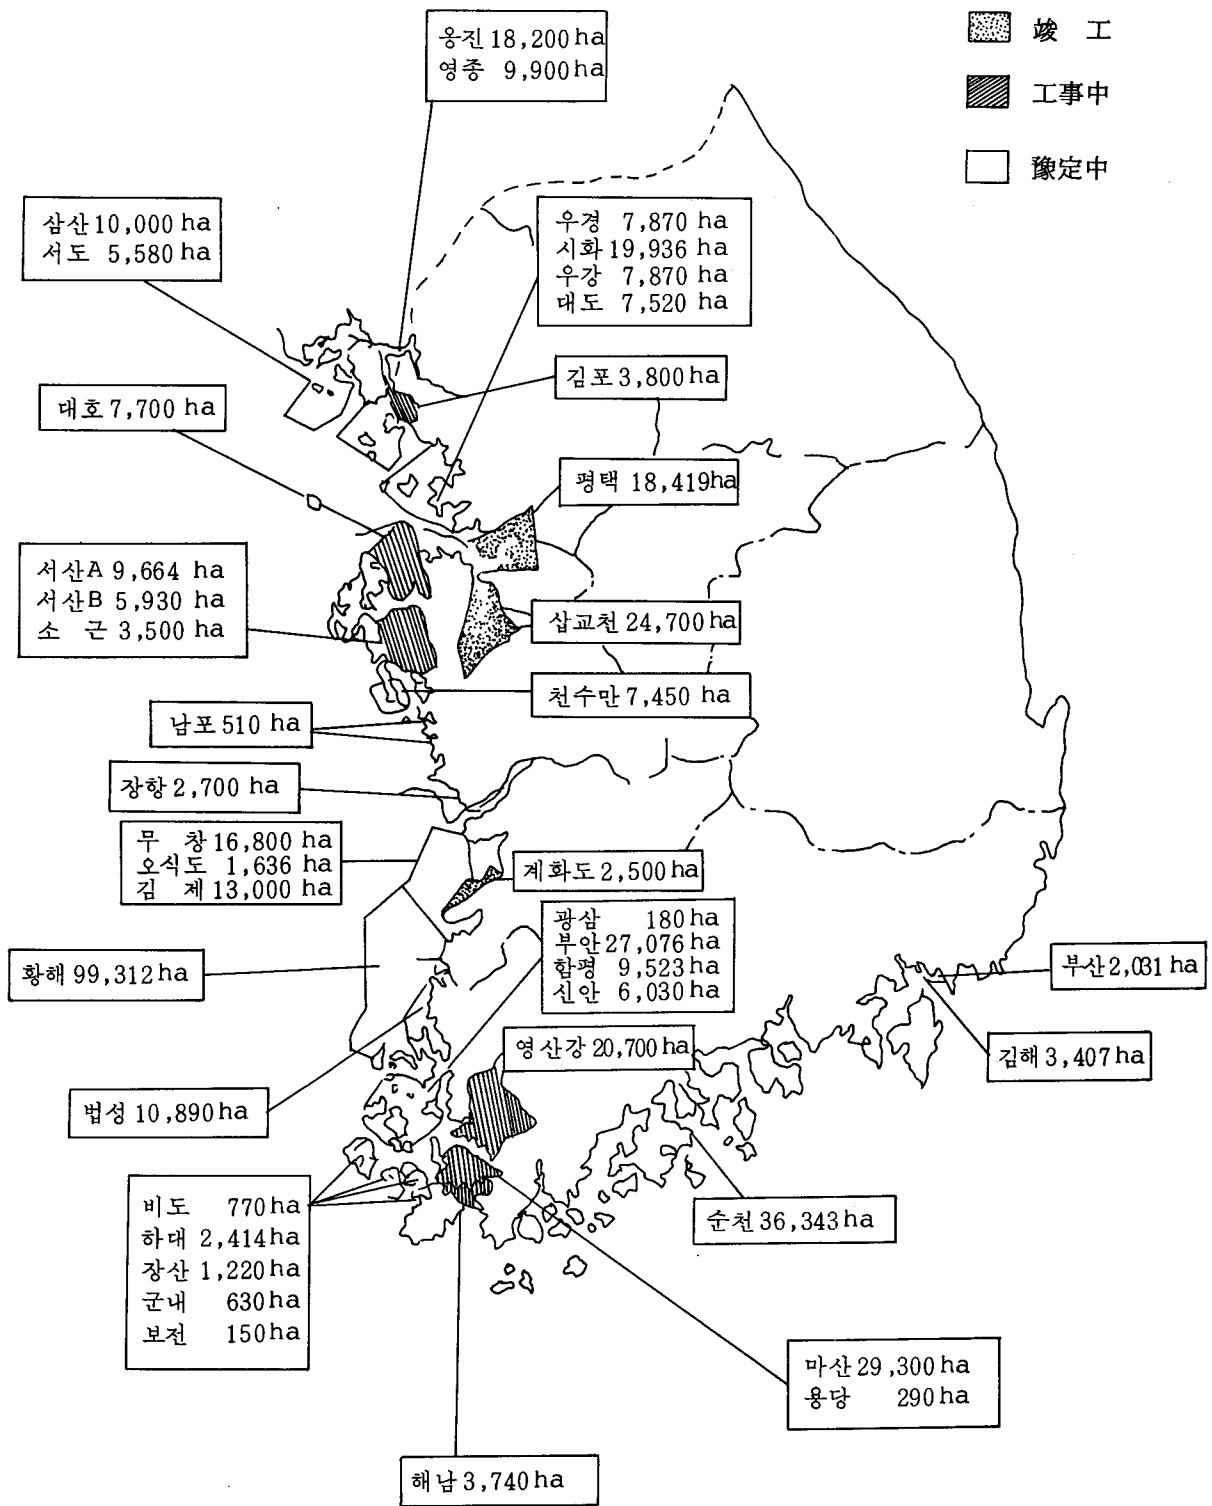 옹진 18,200 ha
영종 9,900 ha
竣 工
工事中
豫定中
삼산 10,000 ha
서도 5,580 ha
우경 7,870 ha
시화 19,936 ha
우강 7,870 ha
대도 7,520 ha
김포 3,800 ha
대호 7,700 ha
평택 18,419 ha
서산A 9,664 ha
서산B 5,930 ha
소 근 3,500 ha
삽교천 24,700 ha
천수만 7,450 ha
남포 510 ha
장항 2,700 ha
무 창 16,800 ha
오식도 1,636 ha
김 제 13,000 ha
계화도 2,500 ha
광삼 180 ha
부안 27,076 ha
함평 9,523 ha
신안 6,030 ha
황해 99,312 ha
부산 2,031 ha
김해 3,407 ha
영산강 20,700 ha
법성 10,890 ha
비도 770 ha
하대 2,414 ha
장산 1,220 ha
군내 630 ha
보전 150 ha
순천 36,343 ha
마산 29,300 ha
용당 290 ha
해남 3,740 ha